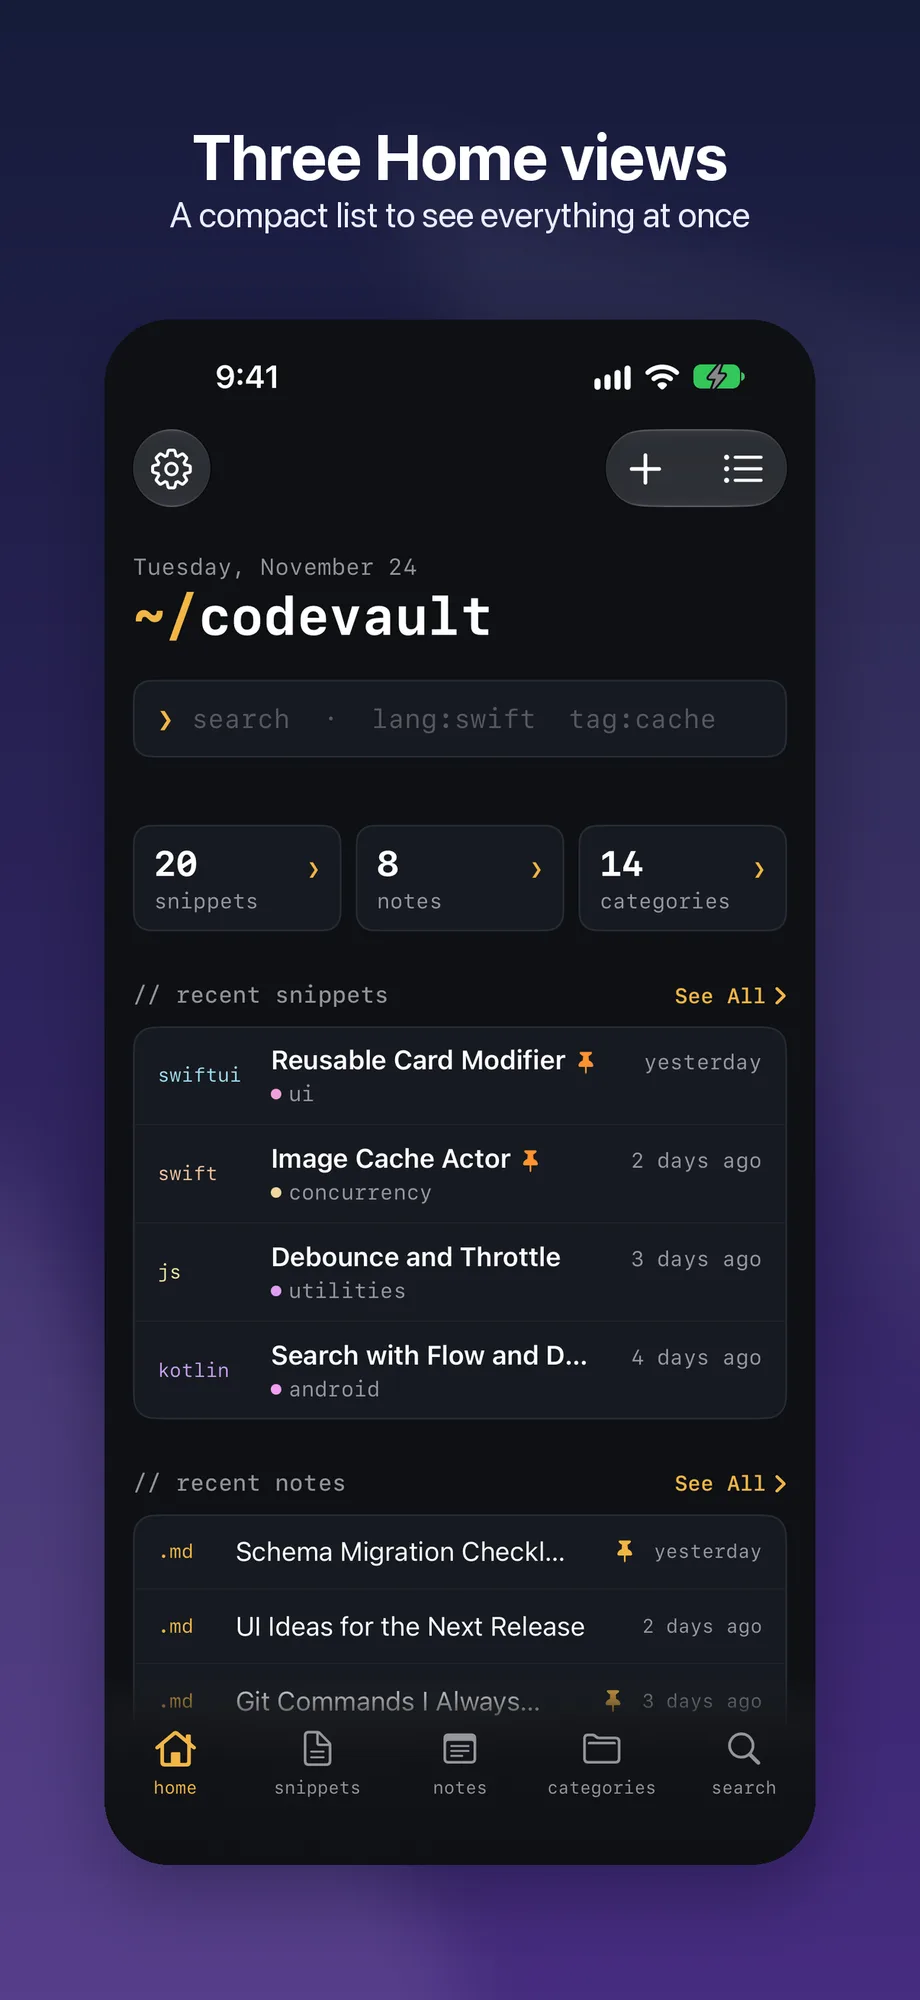 Three Home views
A compact list to see everything at once
9:41
Tuesday, November 24
~/codevault
❯ search · lang:swift tag:cache
20
snippets
8
notes
14
categories
// recent snippets
See All
swiftui
Reusable Card Modifier
yesterday
ui
swift
Image Cache Actor
2 days ago
concurrency
js
Debounce and Throttle
3 days ago
utilities
kotlin
Search with Flow and D...
4 days ago
android
// recent notes
See All
.md
Schema Migration Checkl...
yesterday
.md
UI Ideas for the Next Release
2 days ago
.md
Git Commands I Always...
3 days ago
home
snippets
notes
categories
search